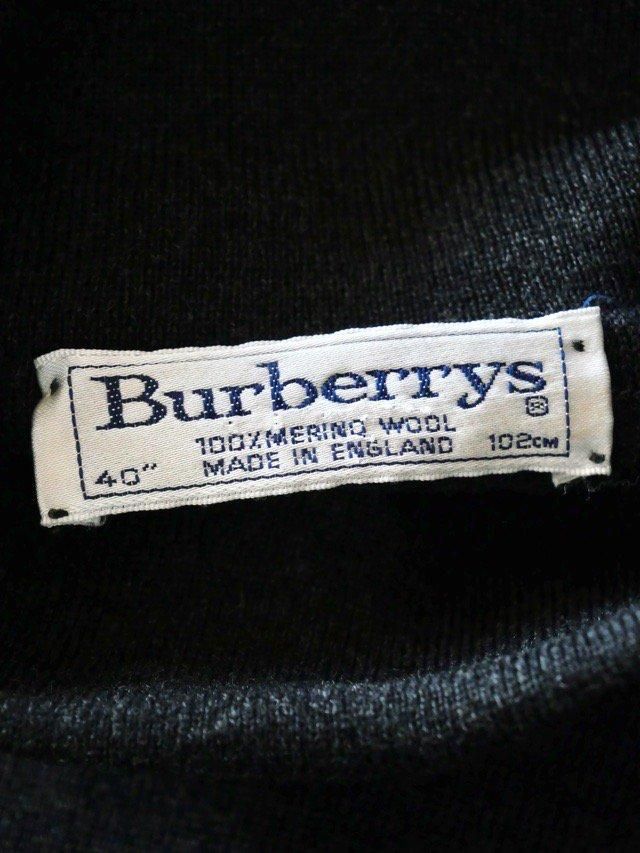 Burberrys ®
100% MERINO WOOL
40" MADE IN ENGLAND 102CM